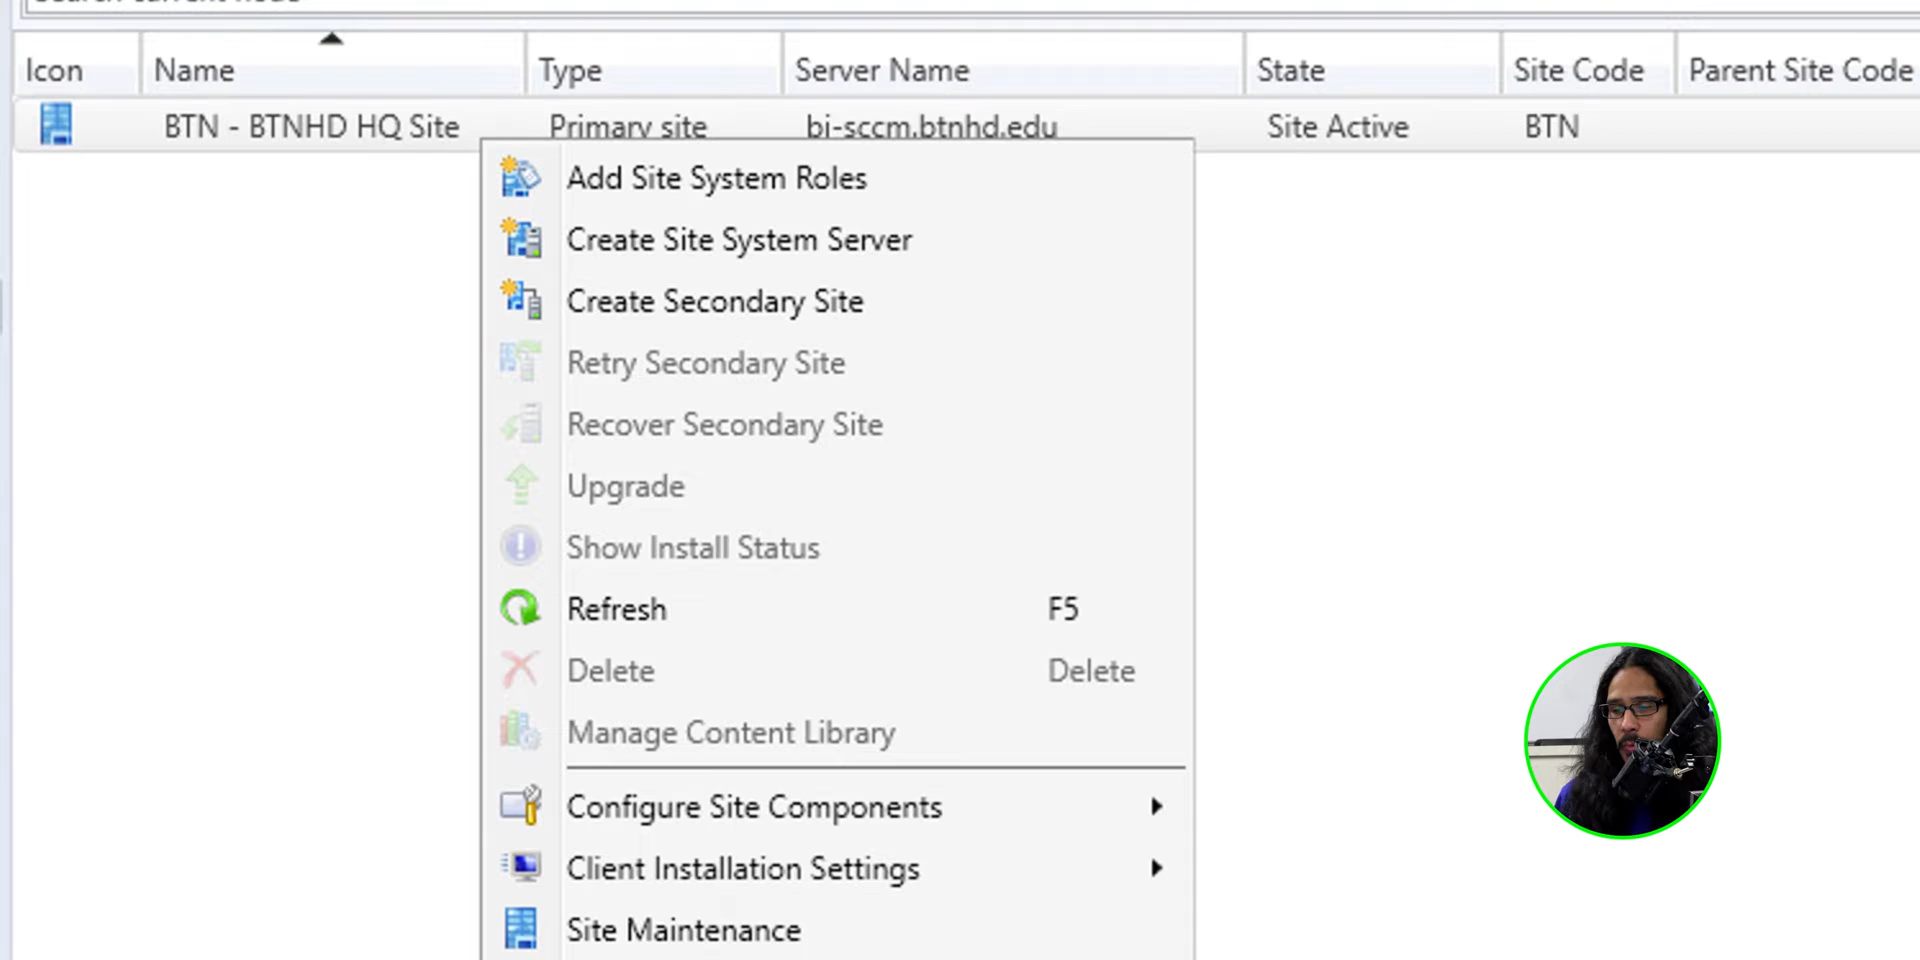 Icon Name Type Server Name State Site Code Parent Site Code
BTN - BTNHD HQ Site Primary site bi-sccm.btnhd.edu Site Active BTN
Add Site System Roles
Create Site System Server
Create Secondary Site
Retry Secondary Site
Recover Secondary Site
Upgrade
Show Install Status
Refresh F5
Delete Delete
Manage Content Library
Configure Site Components
Client Installation Settings
Site Maintenance